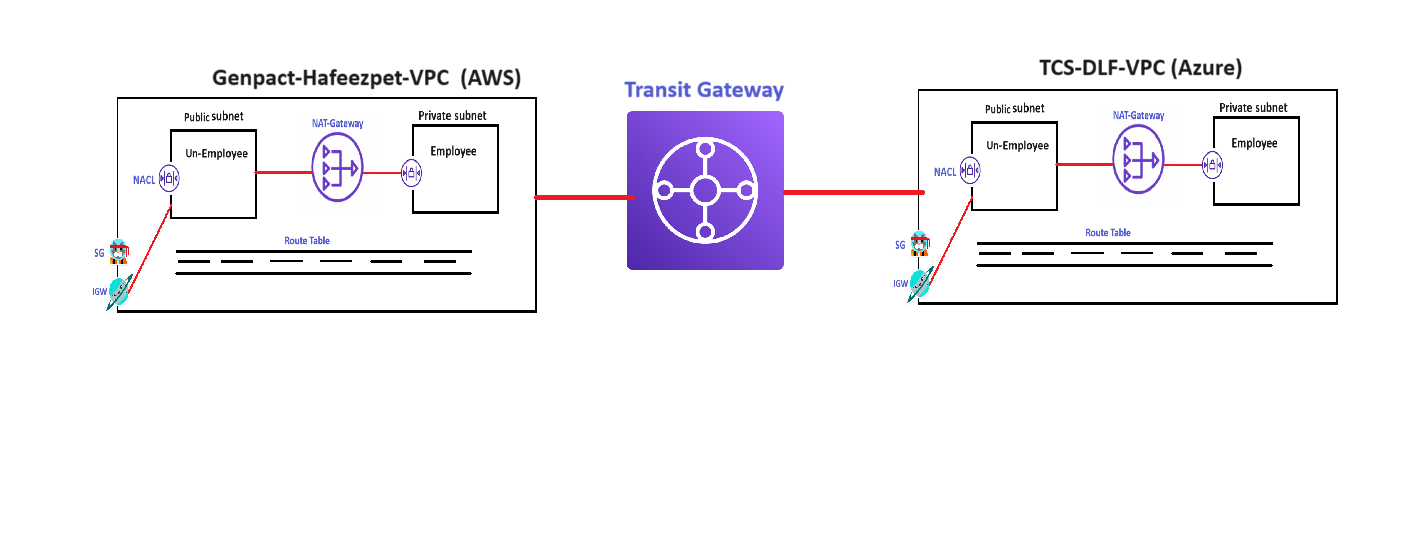 Genpact-Hafeezpet-VPC (AWS)
Public subnet
NAT-Gateway
Private subnet
Un-Employee
Employee
NACL
Route Table
SG
IGW
Transit Gateway
TCS-DLF-VPC (Azure)
Public subnet
NAT-Gateway
Private subnet
Un-Employee
Employee
NACL
Route Table
SG
IGW